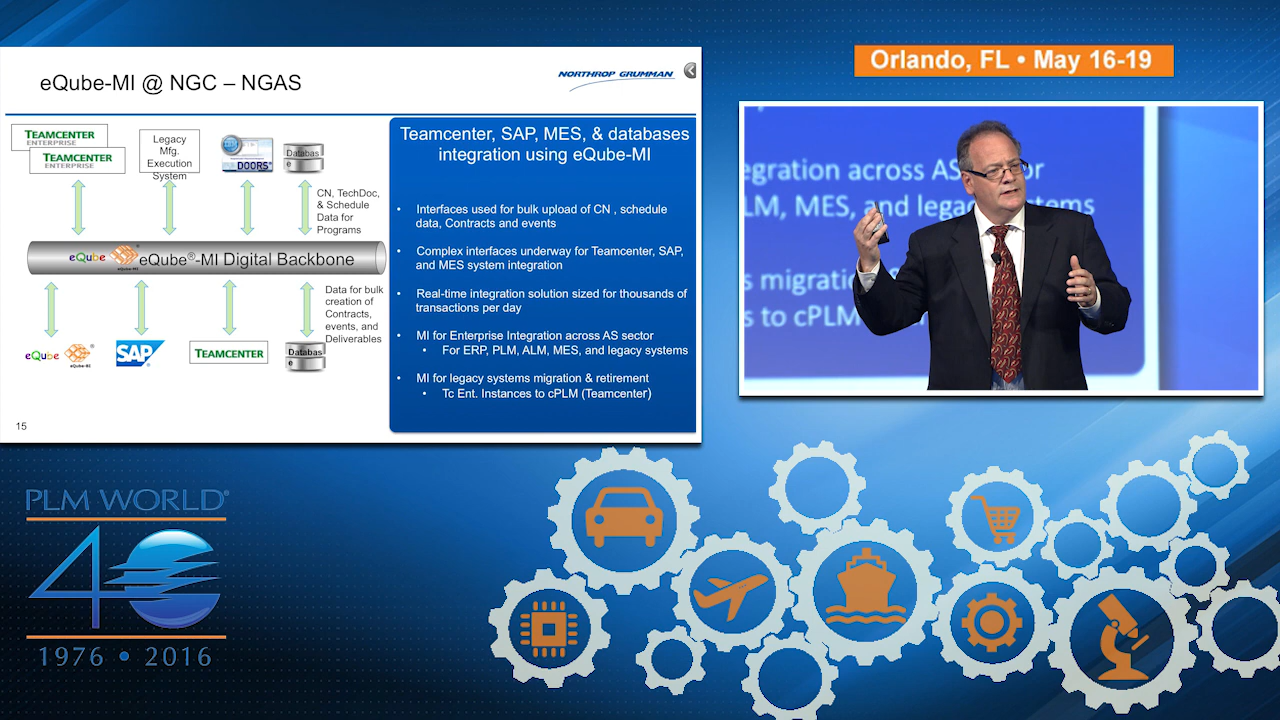 eQube-MI @ NGC – NGAS
NORTHROP GRUMMAN
TEAMCENTER
ENTERPRISE
TEAMCENTER
ENTERPRISE
Legacy
Mfg.
Execution
System
IBM
DOORS®
Databas
e
CN, TechDoc,
& Schedule
Data for
Programs
eQube eQube-MI ® eQube®-MI Digital Backbone
Data for bulk
creation of
Contracts,
events, and
Deliverables
eQube eQube-MI ®
SAP®
TEAMCENTER
Databas
e
15
Teamcenter, SAP, MES, & databases
integration using eQube-MI
• Interfaces used for bulk upload of CN , schedule
data, Contracts and events
• Complex interfaces underway for Teamcenter, SAP,
and MES system integration
• Real-time integration solution sized for thousands of
transactions per day
• MI for Enterprise Integration across AS sector
• For ERP, PLM, ALM, MES, and legacy systems
• MI for legacy systems migration & retirement
• Tc Ent. Instances to cPLM (Teamcenter)
Orlando, FL • May 16-19
egration across AS or
LM, MES, and legacy systems
s migrati
s to cPLM
PLM WORLD®
40
1976 • 2016